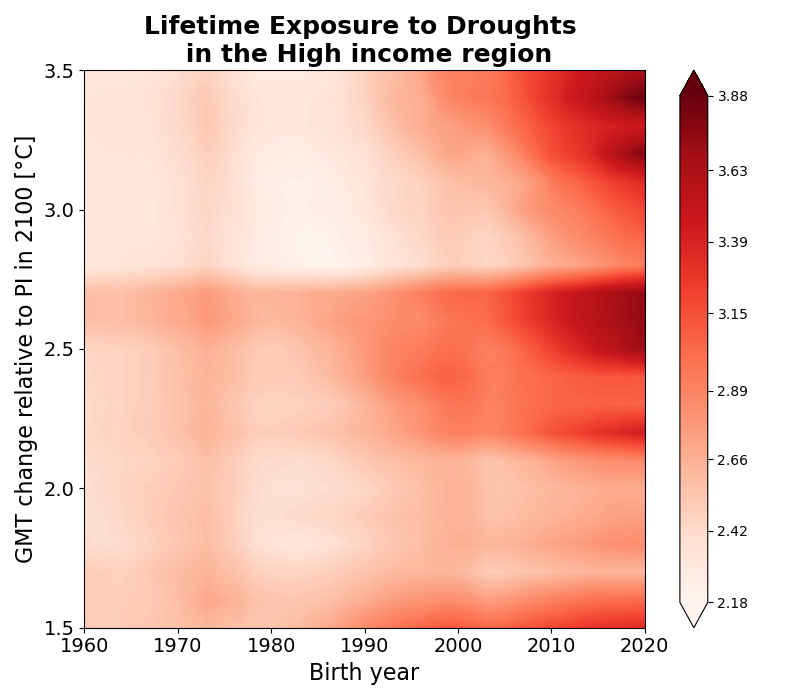 Lifetime Exposure to Droughts
in the High income region
GMT change relative to PI in 2100 [°C]
3.5
3.0
2.5
2.0
1.5
1960 1970 1980 1990 2000 2010 2020
Birth year
3.88
3.63
3.39
3.15
2.89
2.66
2.42
2.18